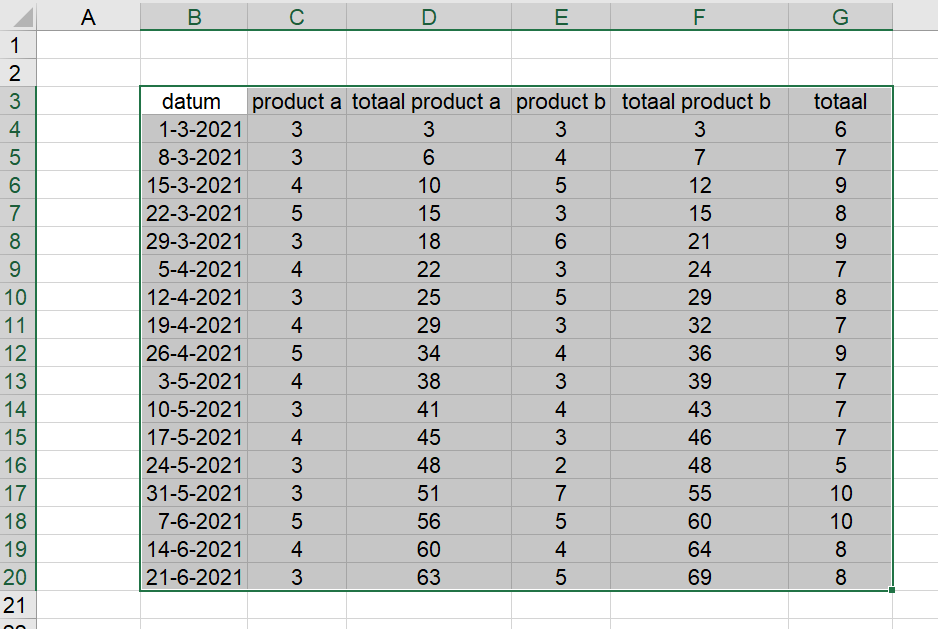 A B C D E F G
1
2
3 datum product a totaal product a product b totaal product b totaal
4 1-3-2021 3 3 3 3 6
5 8-3-2021 3 6 4 7 7
6 15-3-2021 4 10 5 12 9
7 22-3-2021 5 15 3 15 8
8 29-3-2021 3 18 6 21 9
9 5-4-2021 4 22 3 24 7
10 12-4-2021 3 25 5 29 8
11 19-4-2021 4 29 3 32 7
12 26-4-2021 5 34 4 36 9
13 3-5-2021 4 38 3 39 7
14 10-5-2021 3 41 4 43 7
15 17-5-2021 4 45 3 46 7
16 24-5-2021 3 48 2 48 5
17 31-5-2021 3 51 7 55 10
18 7-6-2021 5 56 5 60 10
19 14-6-2021 4 60 4 64 8
20 21-6-2021 3 63 5 69 8
21